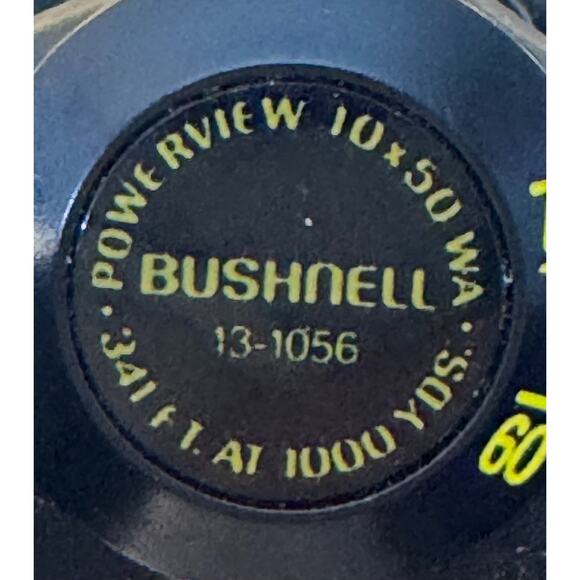 POWERVIEW 10x50 WA
BUSHNELL
13-1056
341 FT. AT 1000 YDS.
60